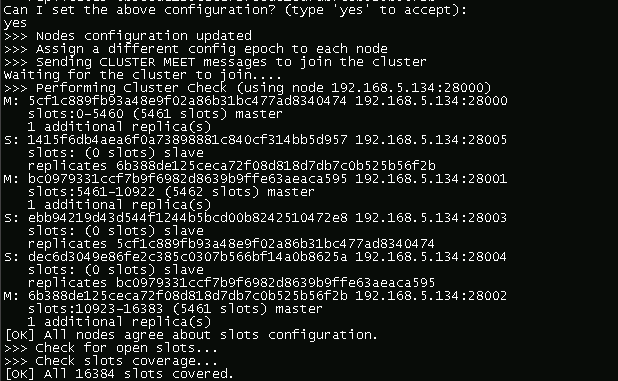 Can I set the above configuration? (type 'yes' to accept):
yes
>>> Nodes configuration updated
>>> Assign a different config epoch to each node
>>> Sending CLUSTER MEET messages to join the cluster
Waiting for the cluster to join....
>>> Performing Cluster Check (using node 192.168.5.134:28000)
M: 5cf1c889fb93a48e9f02a86b31bc477ad8340474 192.168.5.134:28000
slots:0-5460 (5461 slots) master
1 additional replica(s)
S: 1415f6db4aea6f0a73898881c840cf314bb5d957 192.168.5.134:28005
slots: (0 slots) slave
replicates 6b388de125ceca72f08d818d7db7c0b525b56f2b
M: bc0979331ccf7b9f6982d8639b9ffe63aeaca595 192.168.5.134:28001
slots:5461-10922 (5462 slots) master
1 additional replica(s)
S: ebb94219d43d544f1244b5bcd00b8242510472e8 192.168.5.134:28003
slots: (0 slots) slave
replicates 5cf1c889fb93a48e9f02a86b31bc477ad8340474
S: dec6d3049e86fe2c385c0307b566bf14a0b8625a 192.168.5.134:28004
slots: (0 slots) slave
replicates bc0979331ccf7b9f6982d8639b9ffe63aeaca595
M: 6b388de125ceca72f08d818d7db7c0b525b56f2b 192.168.5.134:28002
slots:10923-16383 (5461 slots) master
1 additional replica(s)
[OK] All nodes agree about slots configuration.
>>> Check for open slots...
>>> Check slots coverage...
[OK] All 16384 slots covered.